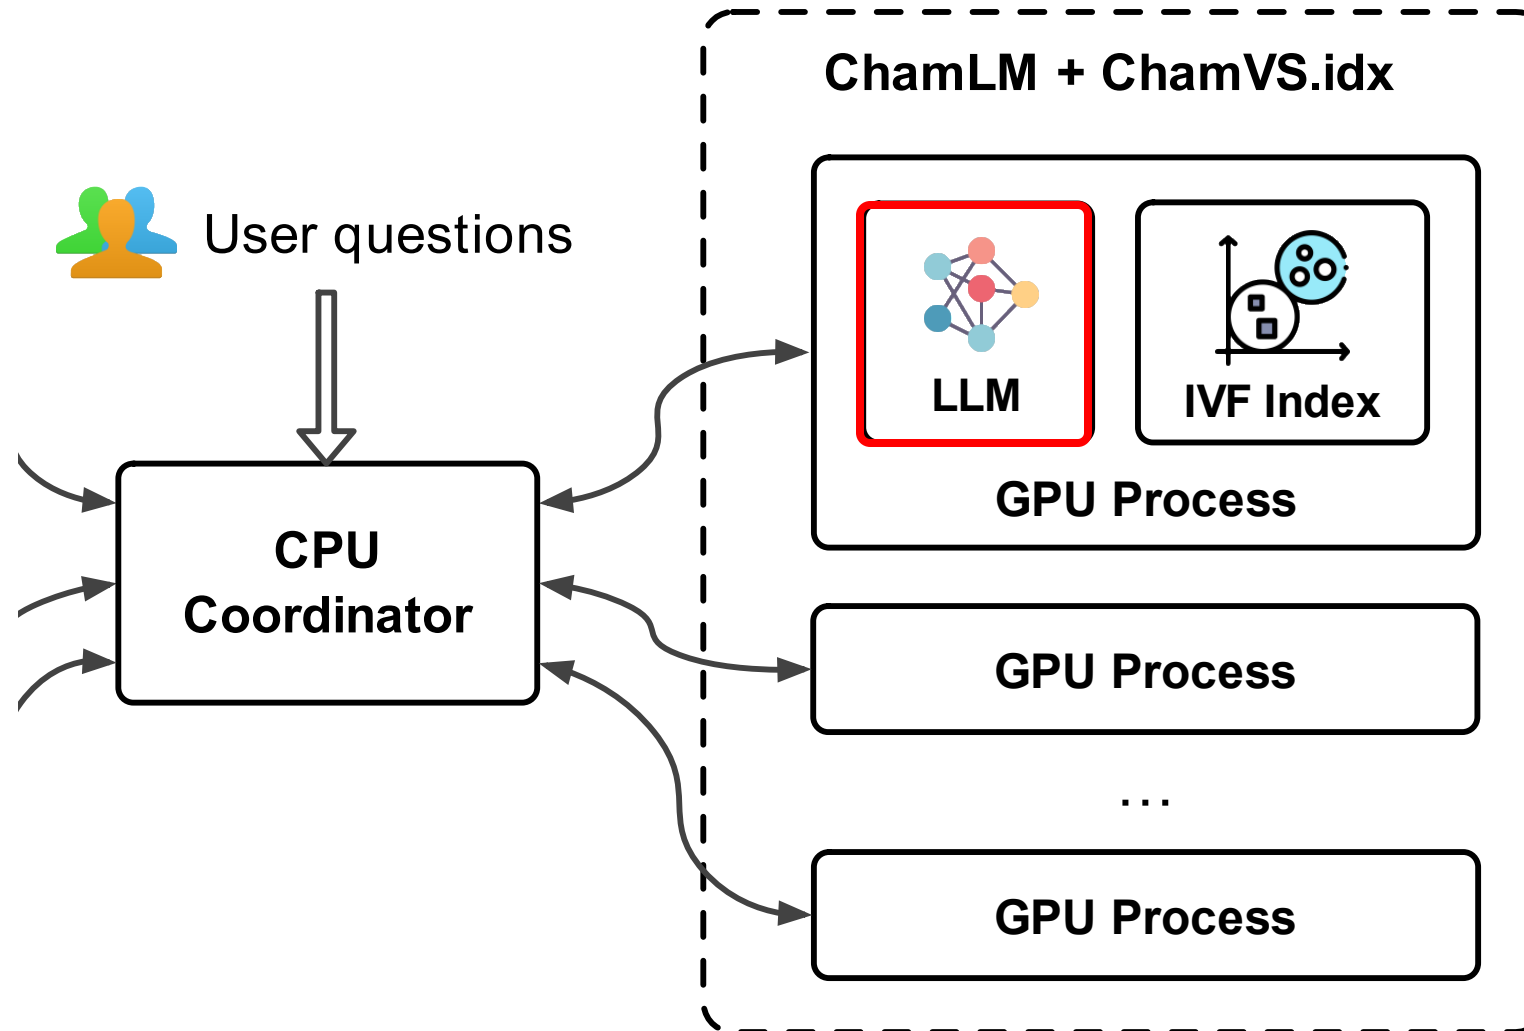 ChamLM + ChamVS.idx
User questions
LLM
IVF Index
GPU Process
CPU
Coordinator
GPU Process
...
GPU Process